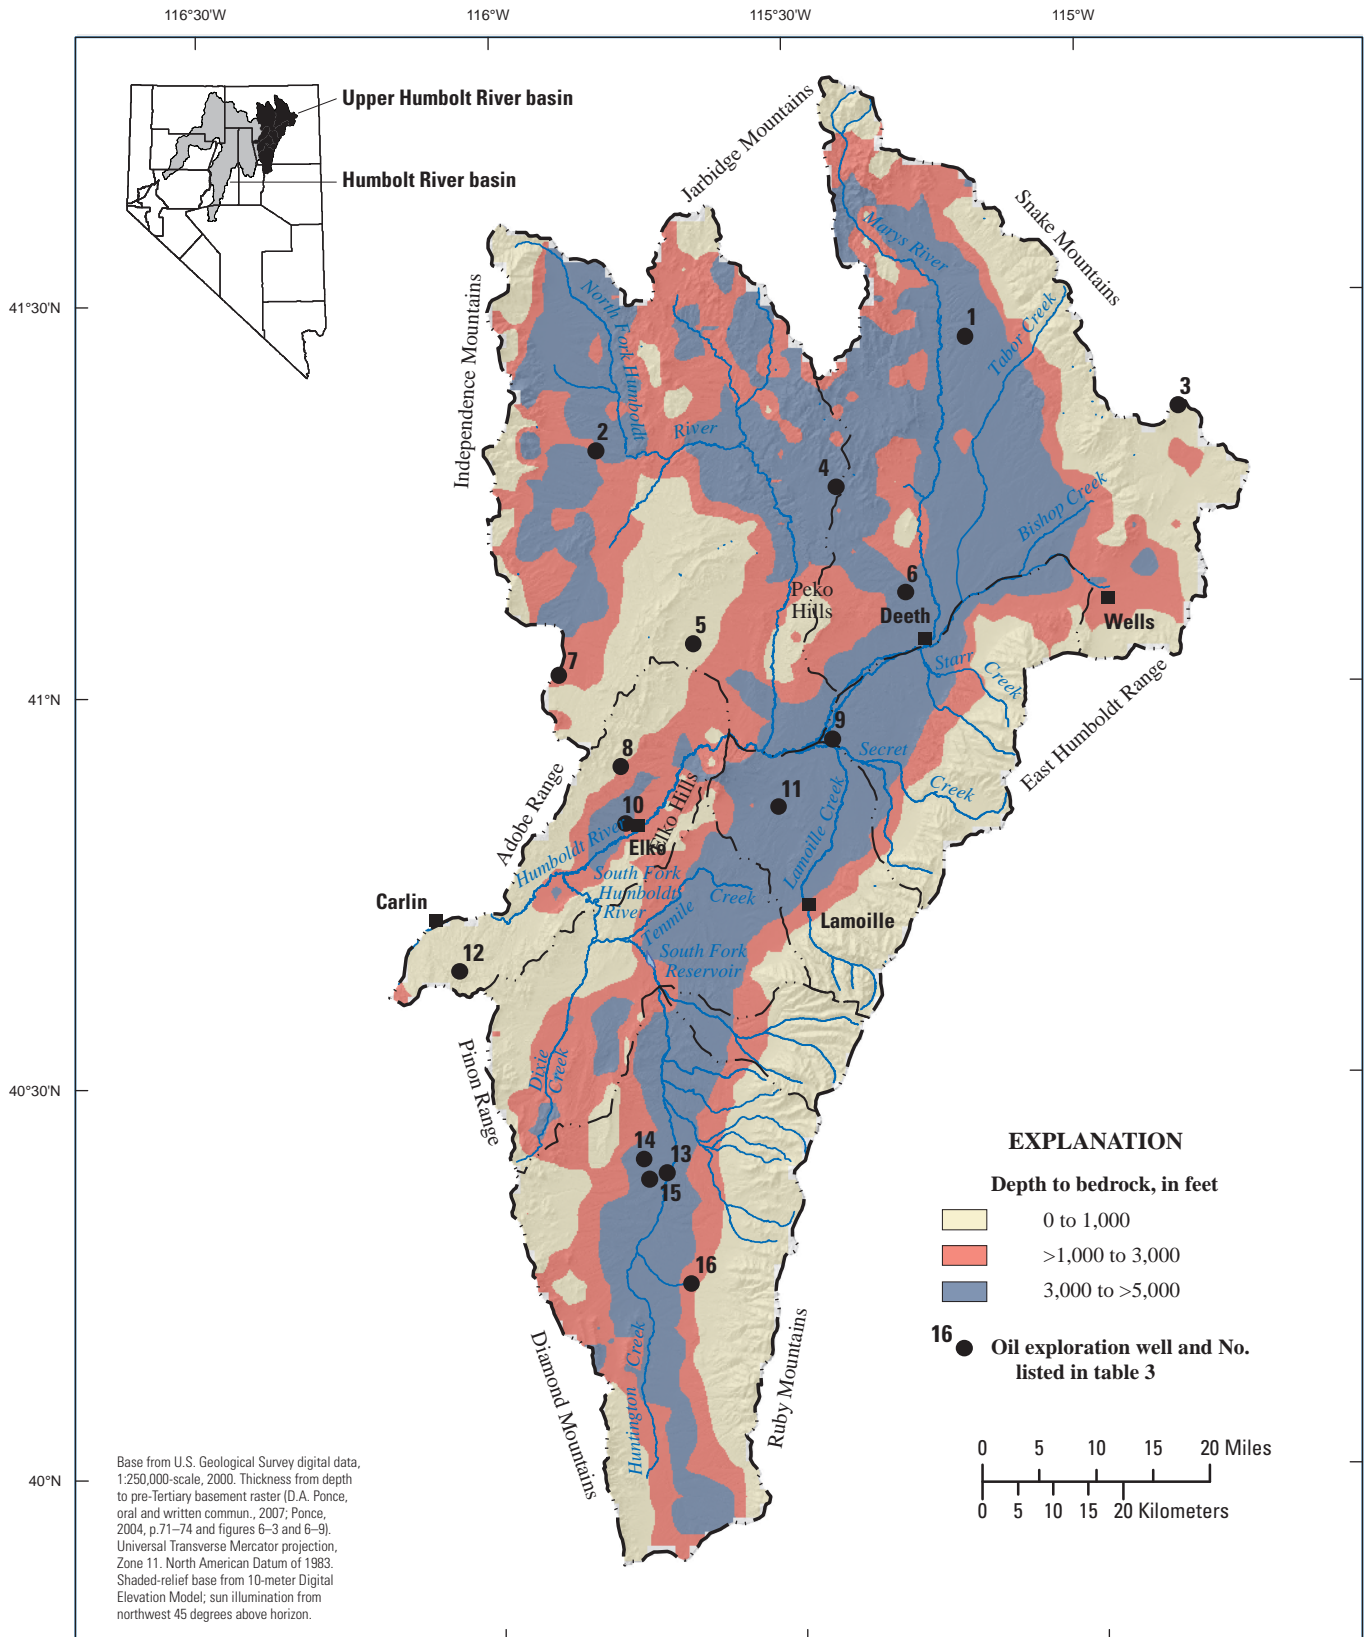 116°30'W
116°W
115°30'W
115°W
Upper Humbolt River basin
Humbolt River basin
Jarbidge Mountains
Snake Mountains
Independence Mountains
41°30'N
Marys River
North Fork Humboldt
River
Tabor Creek
1
3
2
4
Bishop Creek
6
Peko
Hills
Deeth
Wells
5
7
Starr
Creek
41°N
East Humboldt Range
9
Secret
Creek
8
11
10
Elko Hills
Elko
Adobe Range
Humboldt River
Lamoille Creek
South Fork
Humboldt
River
Creek
Tenmile
Carlin
Lamoille
12
South Fork
Reservoir
Pinon Range
Dixie
Creek
40°30'N
14
13
15
16
Diamond Mountains
Huntington Creek
Ruby Mountains
40°N
EXPLANATION
Depth to bedrock, in feet
0 to 1,000
>1,000 to 3,000
3,000 to >5,000
16
Oil exploration well and No.
listed in table 3
0 5 10 15 20 Miles
0 5 10 15 20 Kilometers
Base from U.S. Geological Survey digital data,
1:250,000-scale, 2000. Thickness from depth
to pre-Tertiary basement raster (D.A. Ponce,
oral and written commun., 2007; Ponce,
2004, p.71–74 and figures 6–3 and 6–9).
Universal Transverse Mercator projection,
Zone 11. North American Datum of 1983.
Shaded-relief base from 10-meter Digital
Elevation Model; sun illumination from
northwest 45 degrees above horizon.